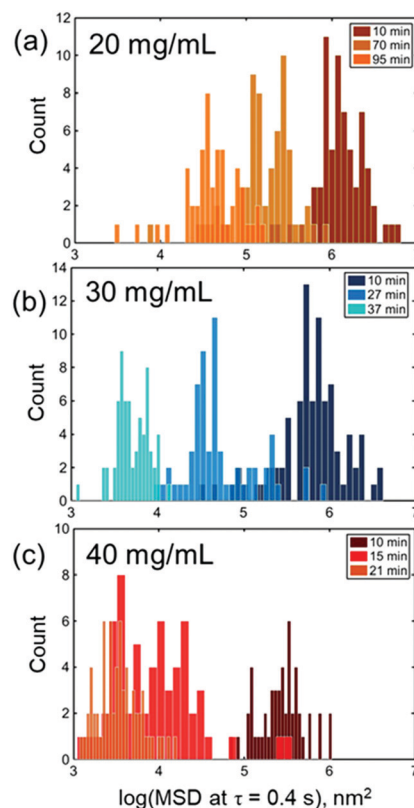 (a)
20 mg/mL
10 min
70 min
95 min
Count
12
10
8
6
4
2
0
3 4 5 6 7
(b)
30 mg/mL
10 min
27 min
37 min
Count
14
12
10
8
6
4
2
0
3 4 5 6 7
(c)
40 mg/mL
10 min
15 min
21 min
Count
10
8
6
4
2
0
3 4 5 6 7
log(MSD at τ = 0.4 s), nm²